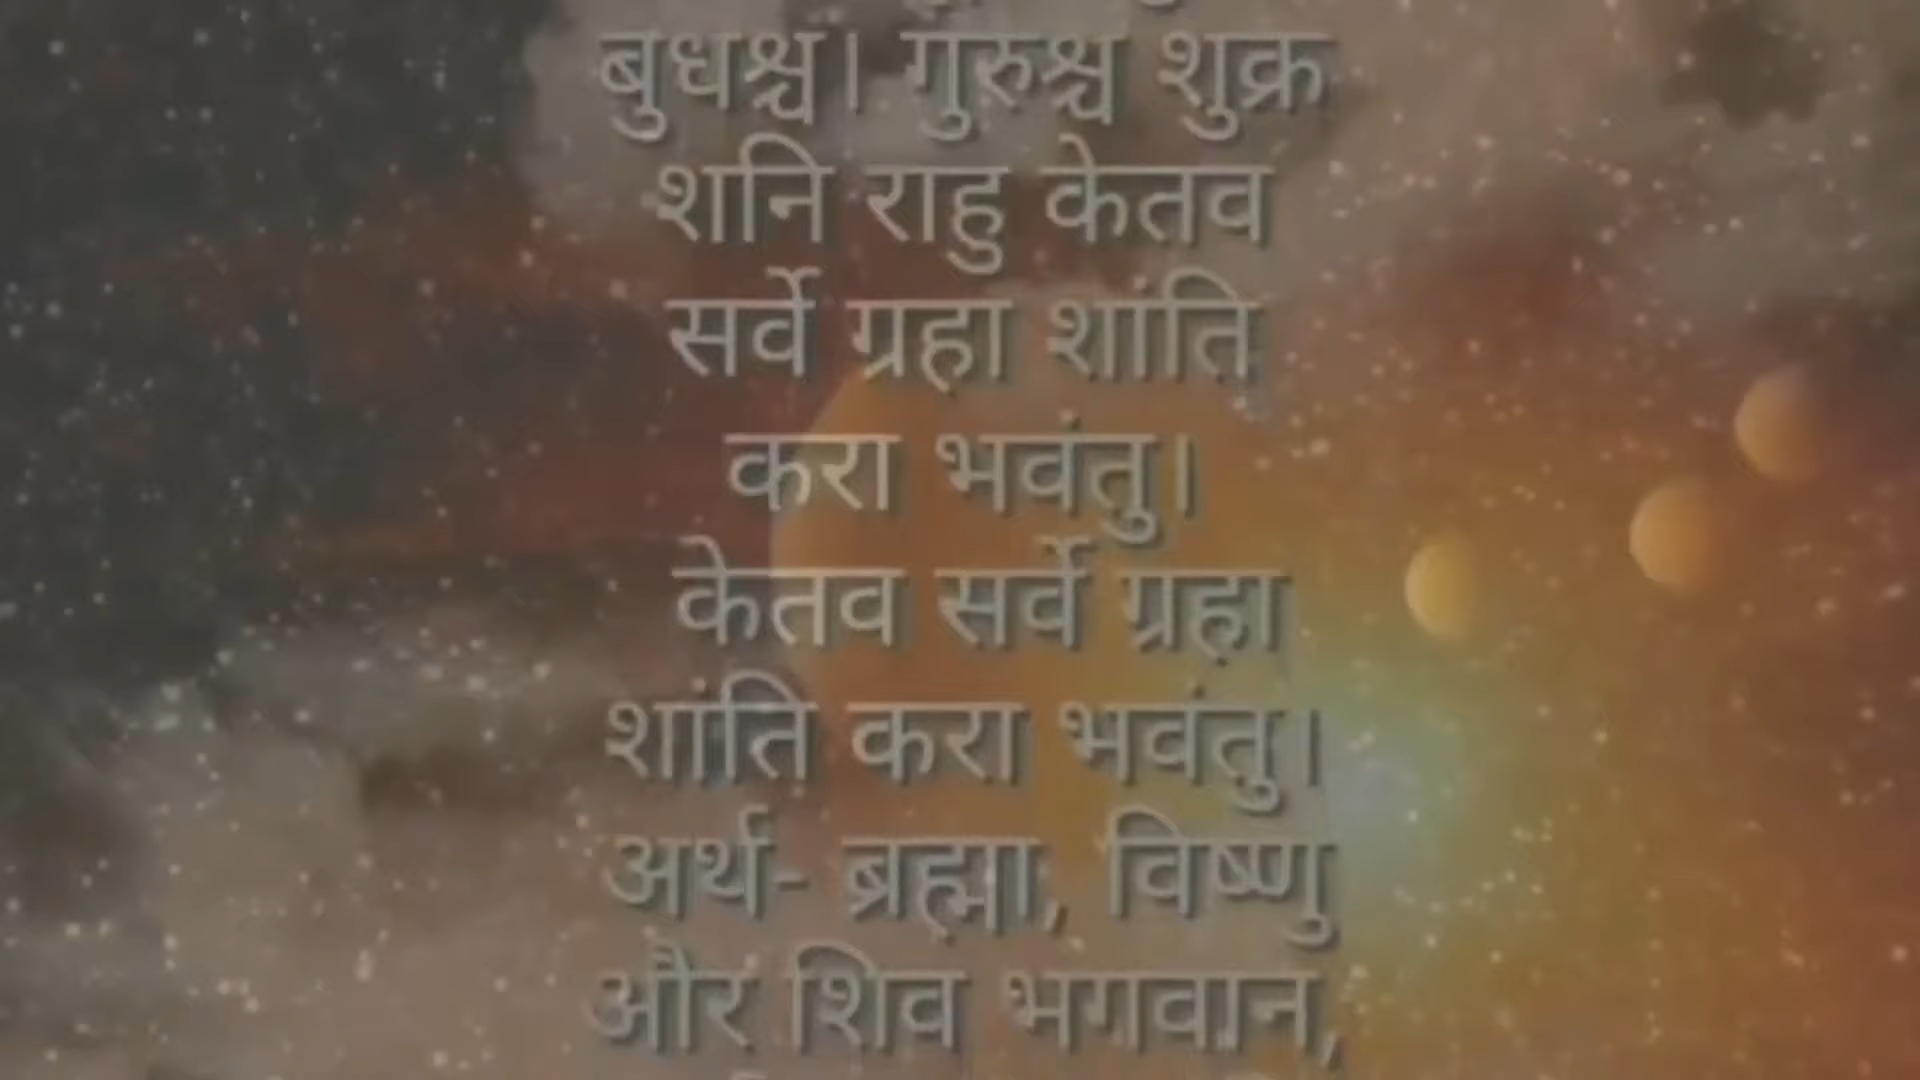 बुधश्च। गुरुश्च शुक्र
शनि राहु केतव
सर्वे ग्रहा शांति
करा भवंतु।
केतव सर्वे ग्रहा
शांति करा भवंतु।
अर्थ- ब्रह्मा, विष्णु
और शिव भगवान,